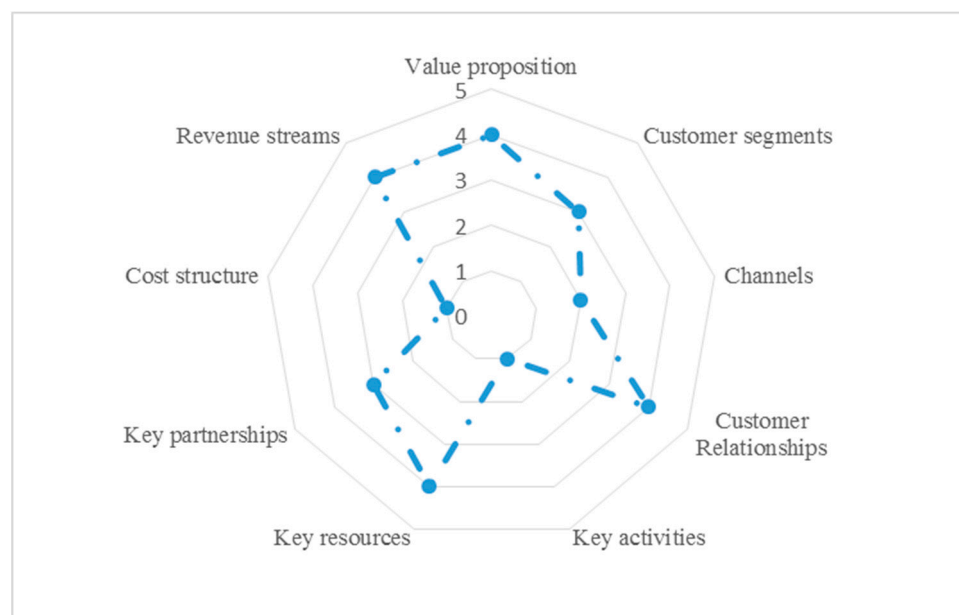 Value proposition
5
Revenue streams
4
Customer segments
3
2
Cost structure
1
Channels
0
Key partnerships
Customer
Relationships
Key resources
Key activities